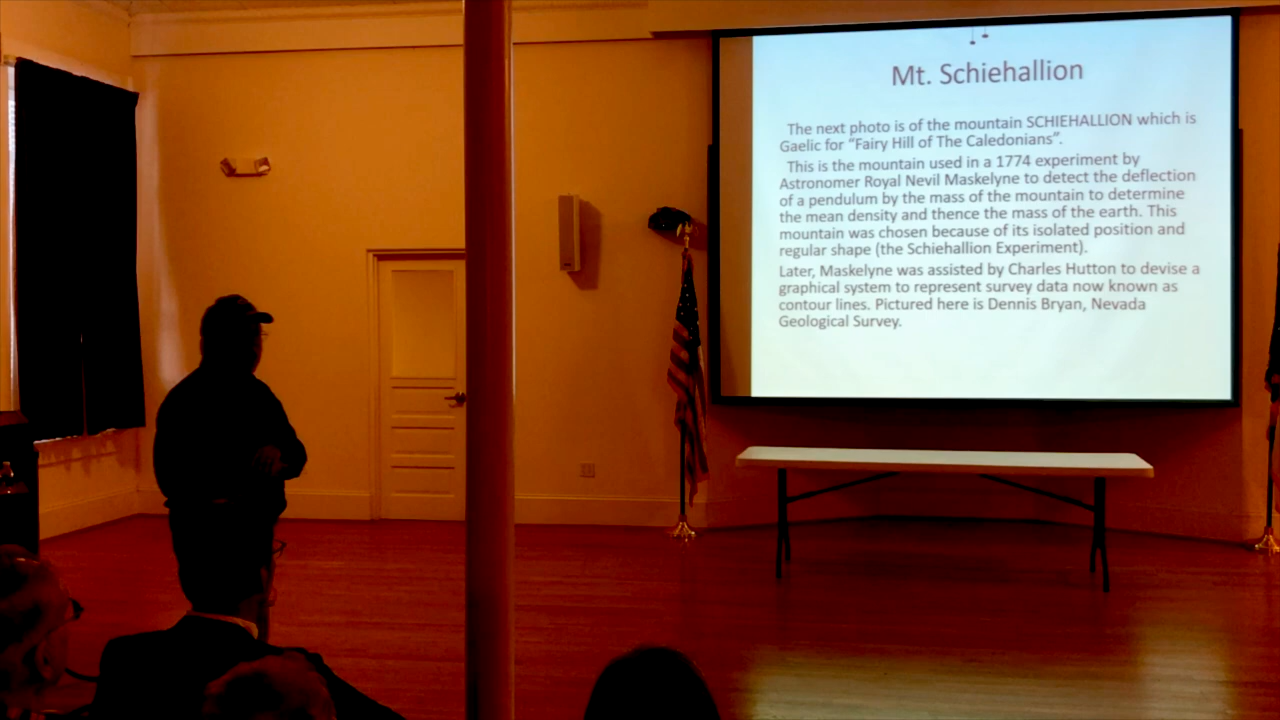 Mt. Schiehallion
The next photo is of the mountain SCHIEHALLION which is
Gaelic for “Fairy Hill of The Caledonians”.
This is the mountain used in a 1774 experiment by
Astronomer Royal Nevil Maskelyne to detect the deflection
of a pendulum by the mass of the mountain to determine
the mean density and thence the mass of the earth. This
mountain was chosen because of its isolated position and
regular shape (the Schiehallion Experiment).
Later, Maskelyne was assisted by Charles Hutton to devise a
graphical system to represent survey data now known as
contour lines. Pictured here is Dennis Bryan, Nevada
Geological Survey.